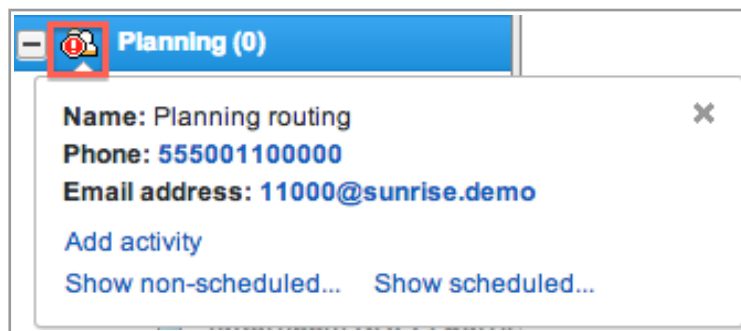 Planning (0)
Name: Planning routing
Phone: 555001100000
Email address: 11000@sunrise.demo
Add activity
Show non-scheduled... Show scheduled...